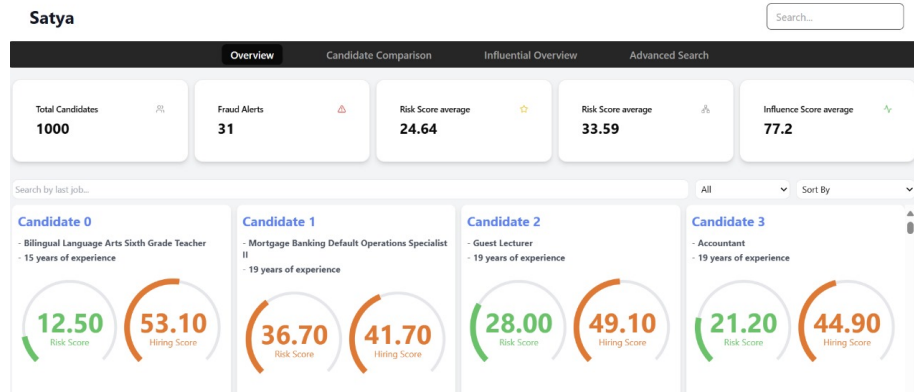 Satya
Search...
Overview
Candidate Comparison
Influential Overview
Advanced Search
Total Candidates
1000
Fraud Alerts
31
Risk Score average
24.64
Risk Score average
33.59
Influence Score average
77.2
Search by last job...
All
Sort By
Candidate 0
- Bilingual Language Arts Sixth Grade Teacher
- 15 years of experience
12.50
Risk Score
53.10
Hiring Score
Candidate 1
- Mortgage Banking Default Operations Specialist
II
- 19 years of experience
36.70
Risk Score
41.70
Hiring Score
Candidate 2
- Guest Lecturer
- 19 years of experience
28.00
Risk Score
49.10
Hiring Score
Candidate 3
- Accountant
- 19 years of experience
21.20
Risk Score
44.90
Hiring Score